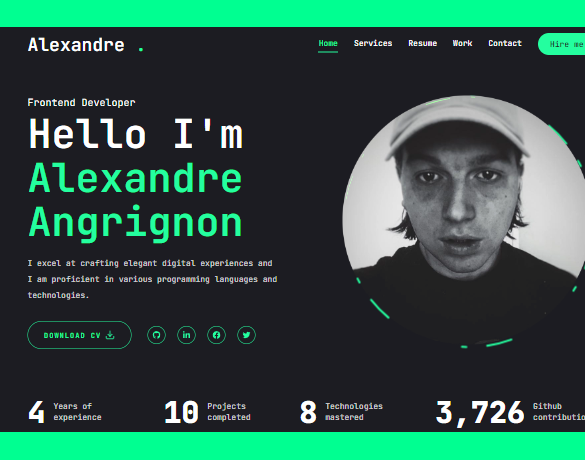 Alexandre .
Home Services Resume Work Contact Hire me
Frontend Developer
Hello I'm
Alexandre
Angrignon
I excel at crafting elegant digital experiences and
I am proficient in various programming languages and
technologies.
DOWNLOAD CV
4 Years of
experience
10 Projects
completed
8 Technologies
mastered
3,726 Github